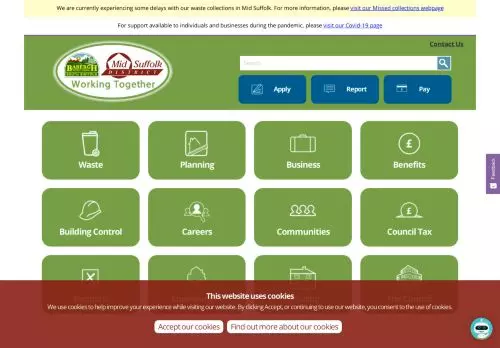 We are currently experiencing some delays with our waste collections in Mid Suffolk. For more information, please visit our Missed collections webpage
For support available to individuals and businesses during the pandemic, please visit our Covid-19 page
Contact Us
BABERGH
Mid Suffolk
DISTRICT
Working Together
Search
Apply
Report
Pay
Waste
Planning
Business
Benefits
Feedback
Building Control
Careers
Communities
Council Tax
This website uses cookies
We use cookies to help improve your experience while visiting our website. By clicking Accept, or continuing to use our website, you consent to the use of cookies.
Accept our cookies
Find out more about our cookies